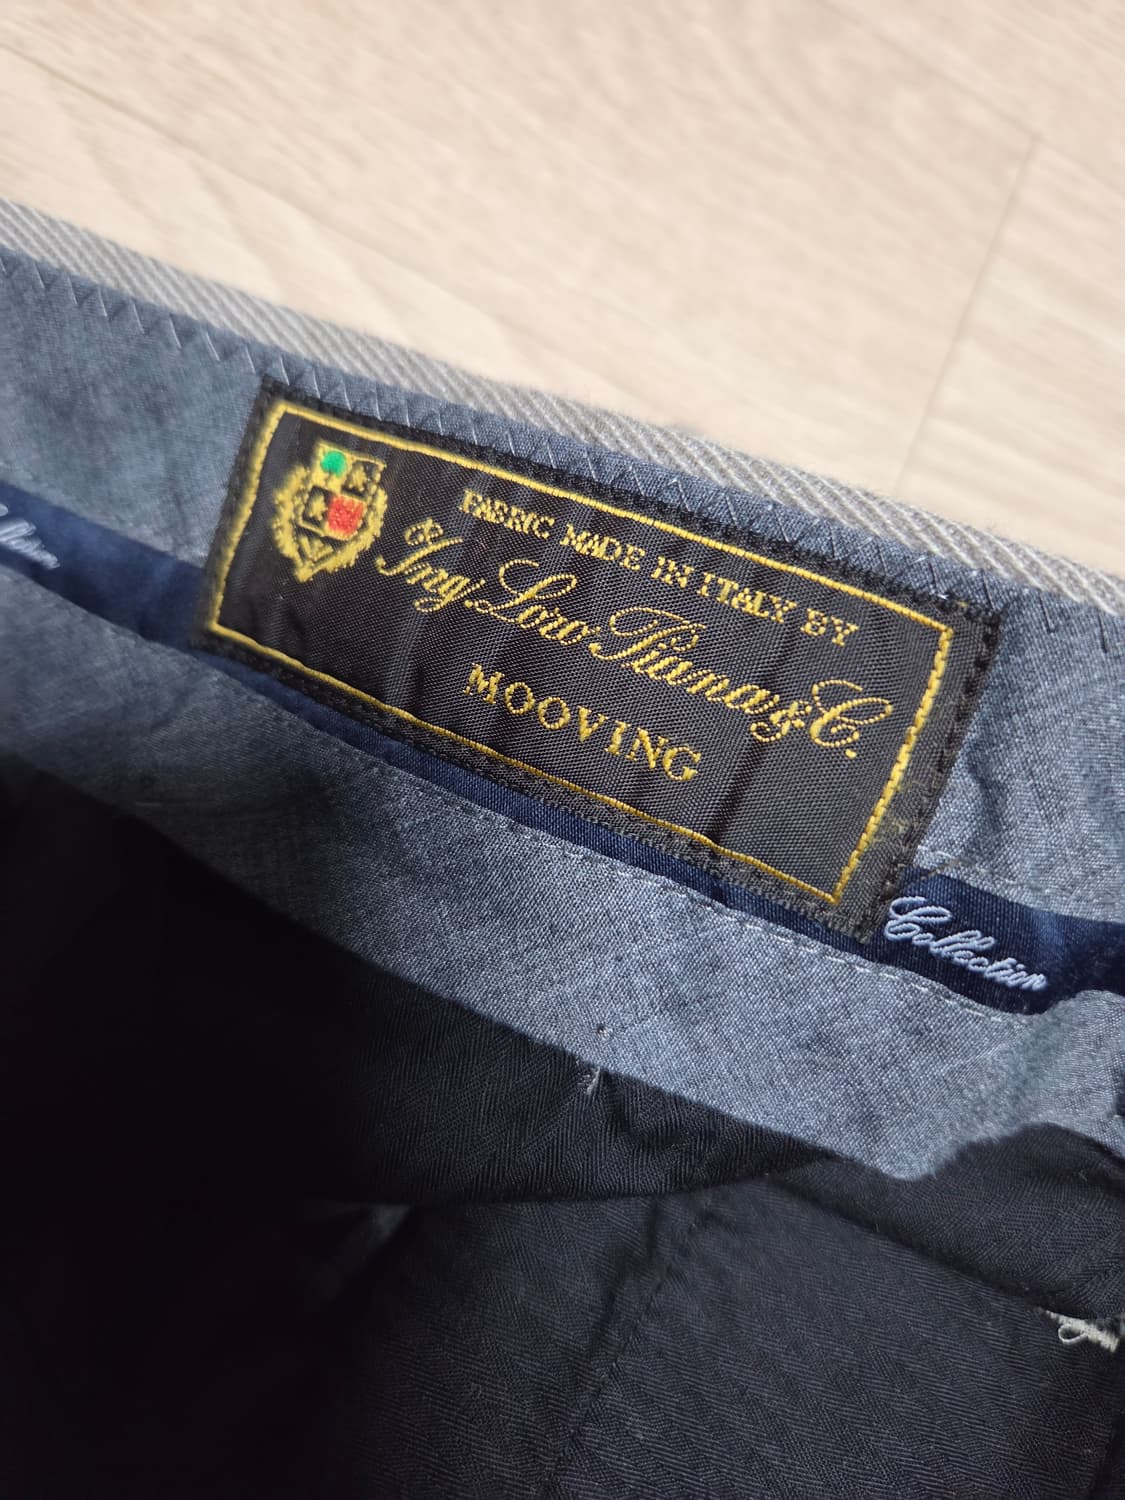 FABRIC MADE IN ITALY BY
& Ing. Loro Piana & C.
MOOVING
Collection